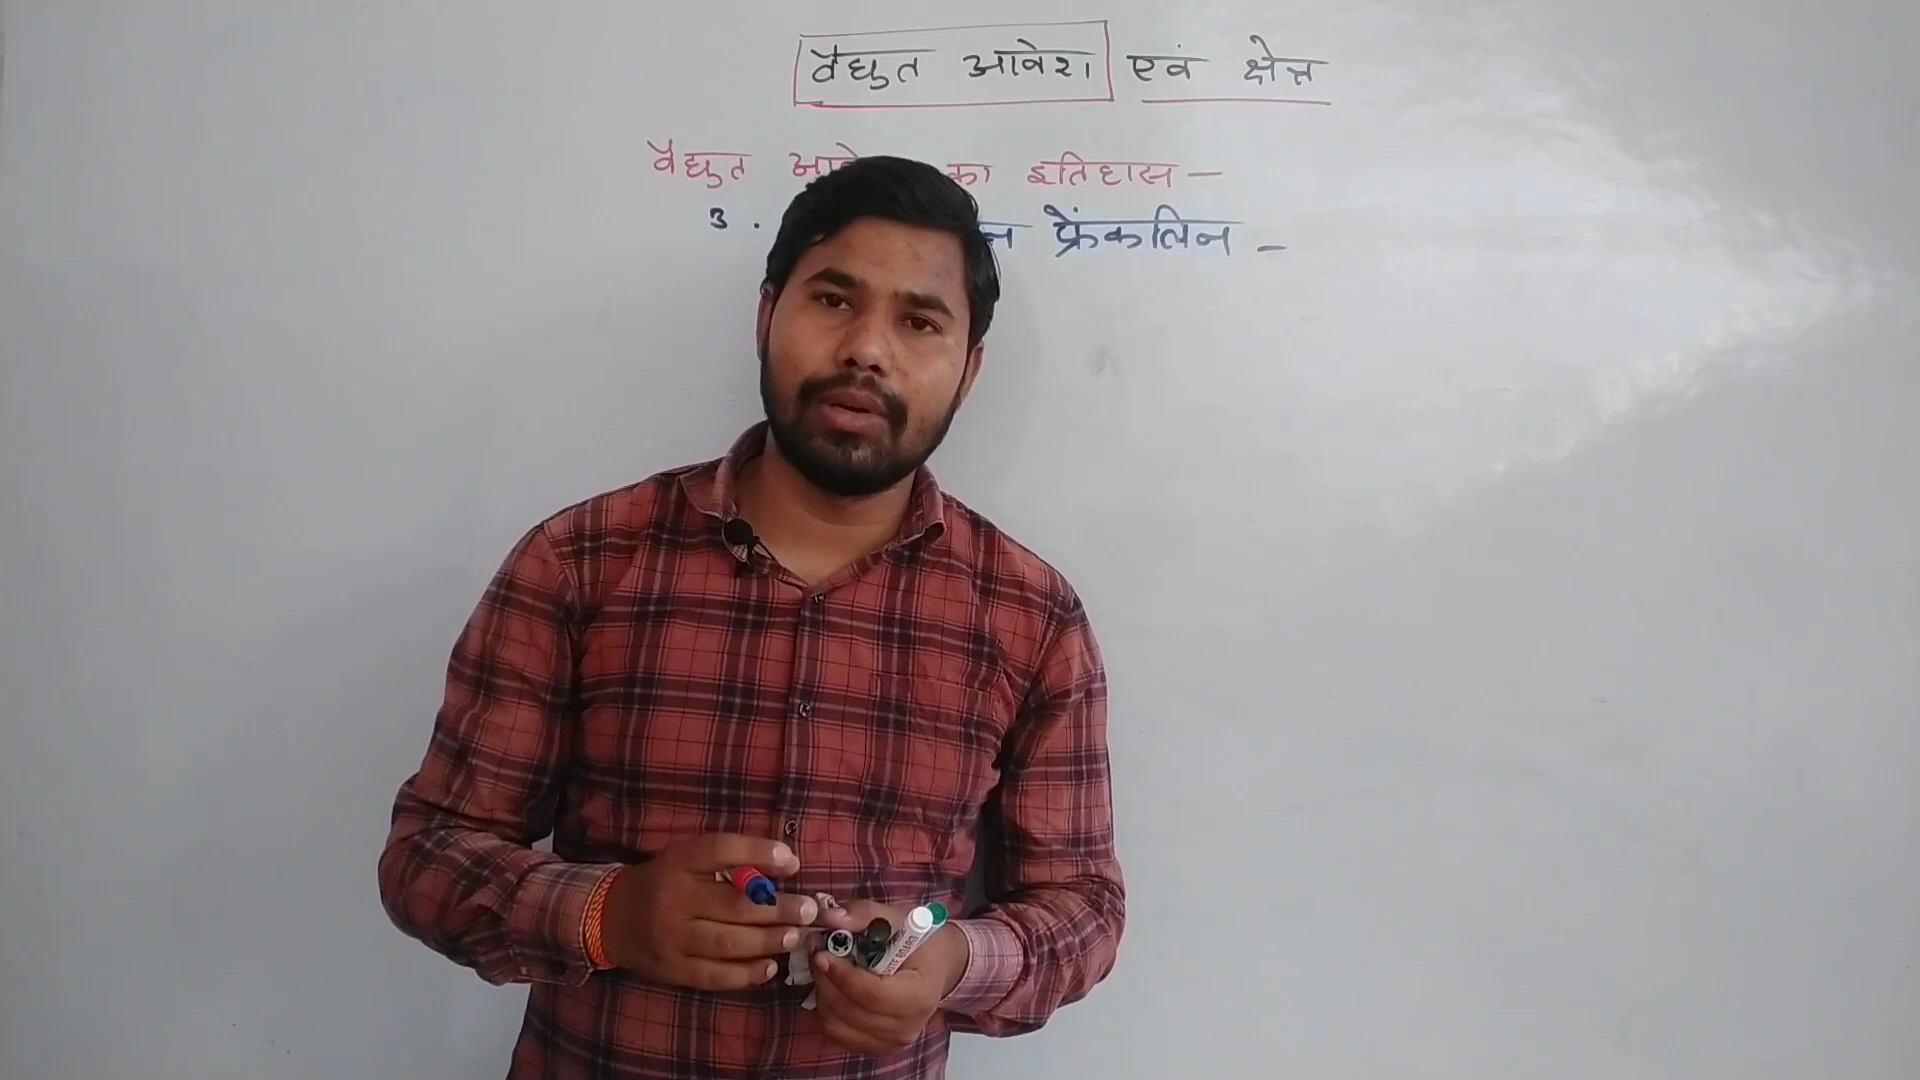 वैद्युत आवेश एवं क्षेत्र
वैद्युत का इतिहास —
3. फ्रेंकलिन —